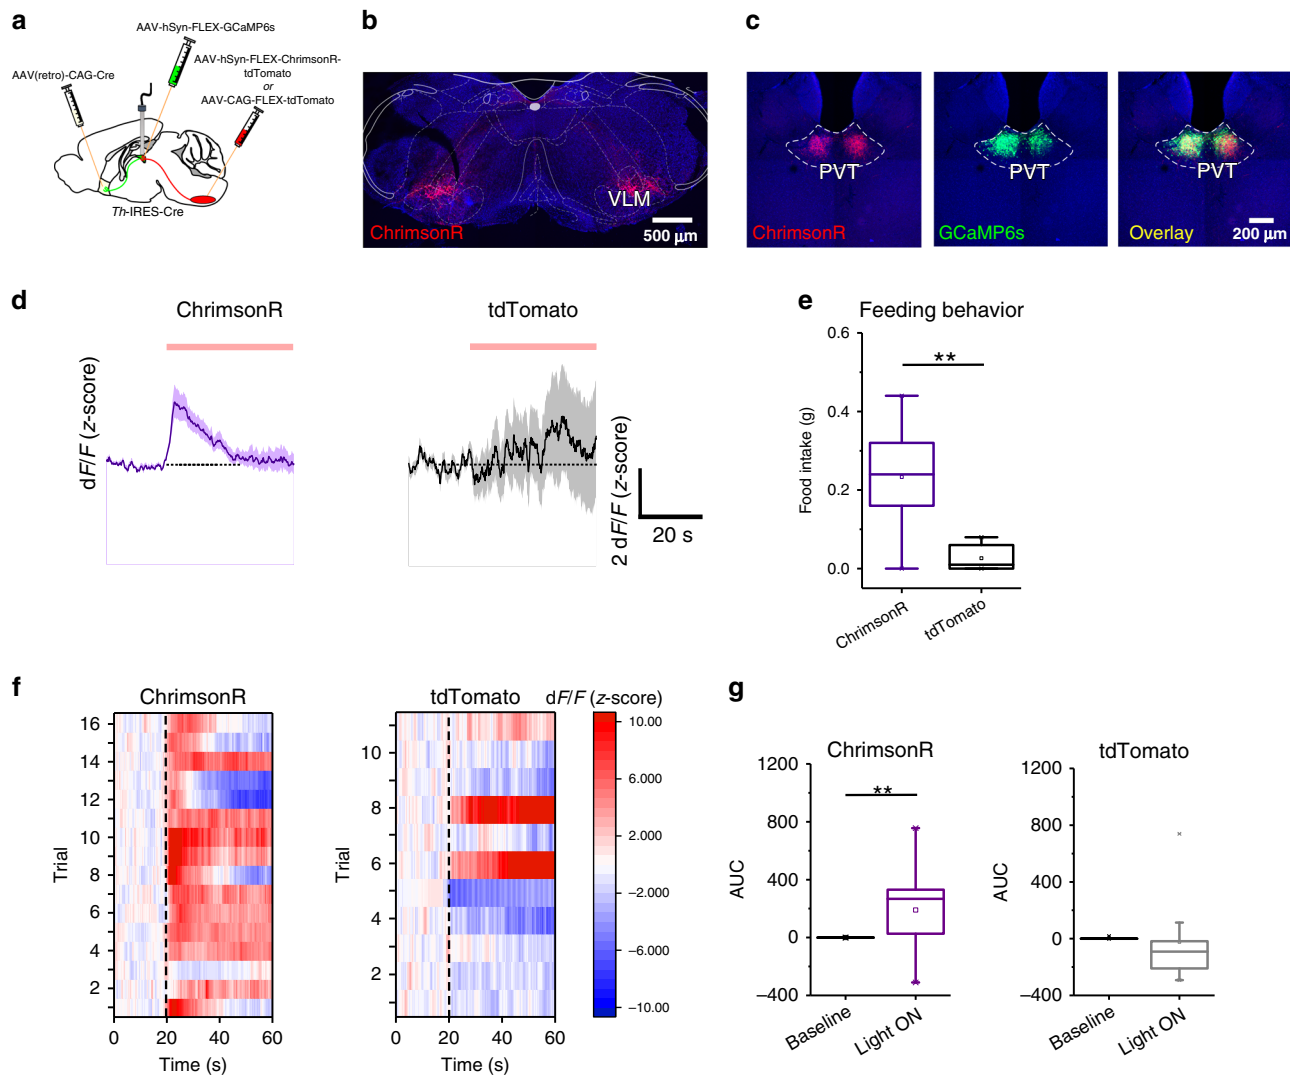 a
AAV-hSyn-FLEX-GCaMP6s
AAV(retro)-CAG-Cre
AAV-hSyn-FLEX-ChrimsonR-
tdTomato
or
AAV-CAG-FLEX-tdTomato
Th-IRES-Cre
b
VLM
ChrimsonR
500 µm
c
PVT
ChrimsonR
PVT
GCaMP6s
PVT
Overlay
200 µm
d
ChrimsonR
dF/F (z-score)
tdTomato
2 dF/F (z-score)
20 s
e
Feeding behavior
Food intake (g)
0.6
**
0.4
0.2
0.0
ChrimsonR
tdTomato
f
ChrimsonR
Trial
16
14
12
10
8
6
4
2
0
20
40
60
Time (s)
tdTomato
Trial
10
8
6
4
2
0
20
40
60
Time (s)
dF/F (z-score)
10.00
6.000
2.000
−2.000
−6.000
−10.00
g
ChrimsonR
AUC
1200
**
800
400
0
−400
Baseline
Light ON
tdTomato
AUC
1200
800
400
0
−400
Baseline
Light ON